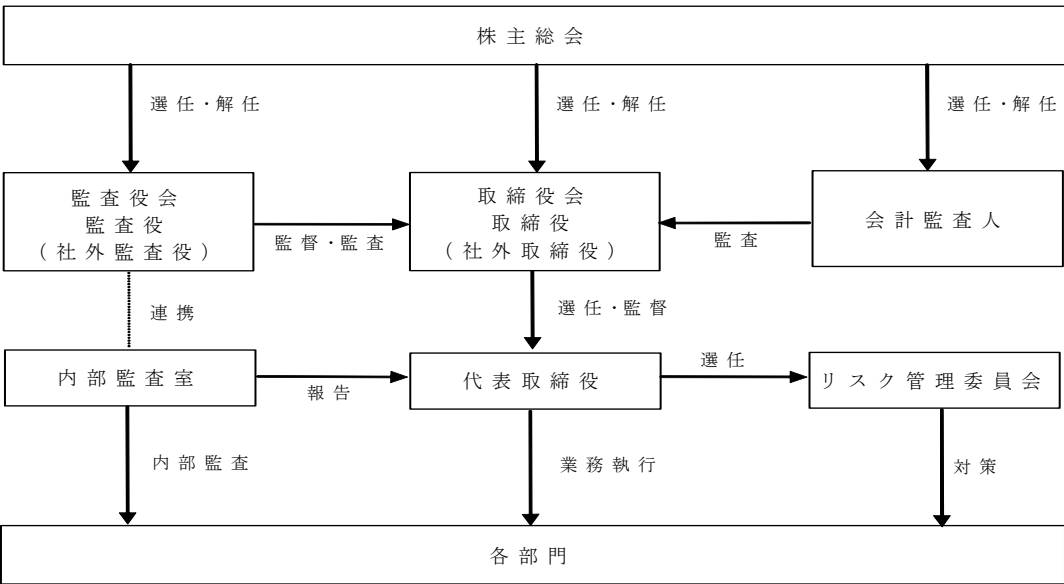 株主総会
選任・解任
選任・解任
選任・解任
監査役会
監査役
(社外監査役)
監督・監査
取締役会
取締役
(社外取締役)
監査
会計監査人
連携
選任・監督
内部監査室
報告
代表取締役
選任
リスク管理委員会
内部監査
業務執行
対策
各部門